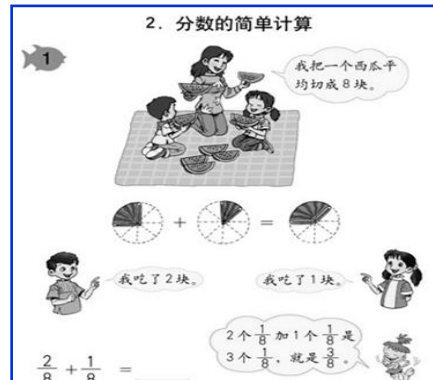 2. 分数的简单计算
1
我把一个西瓜平
均切成8块。
+ =
我吃了2块。
我吃了1块。
2个1/8加1个1/8是
3个1/8，就是3/8。
2/8 + 1/8 = ____